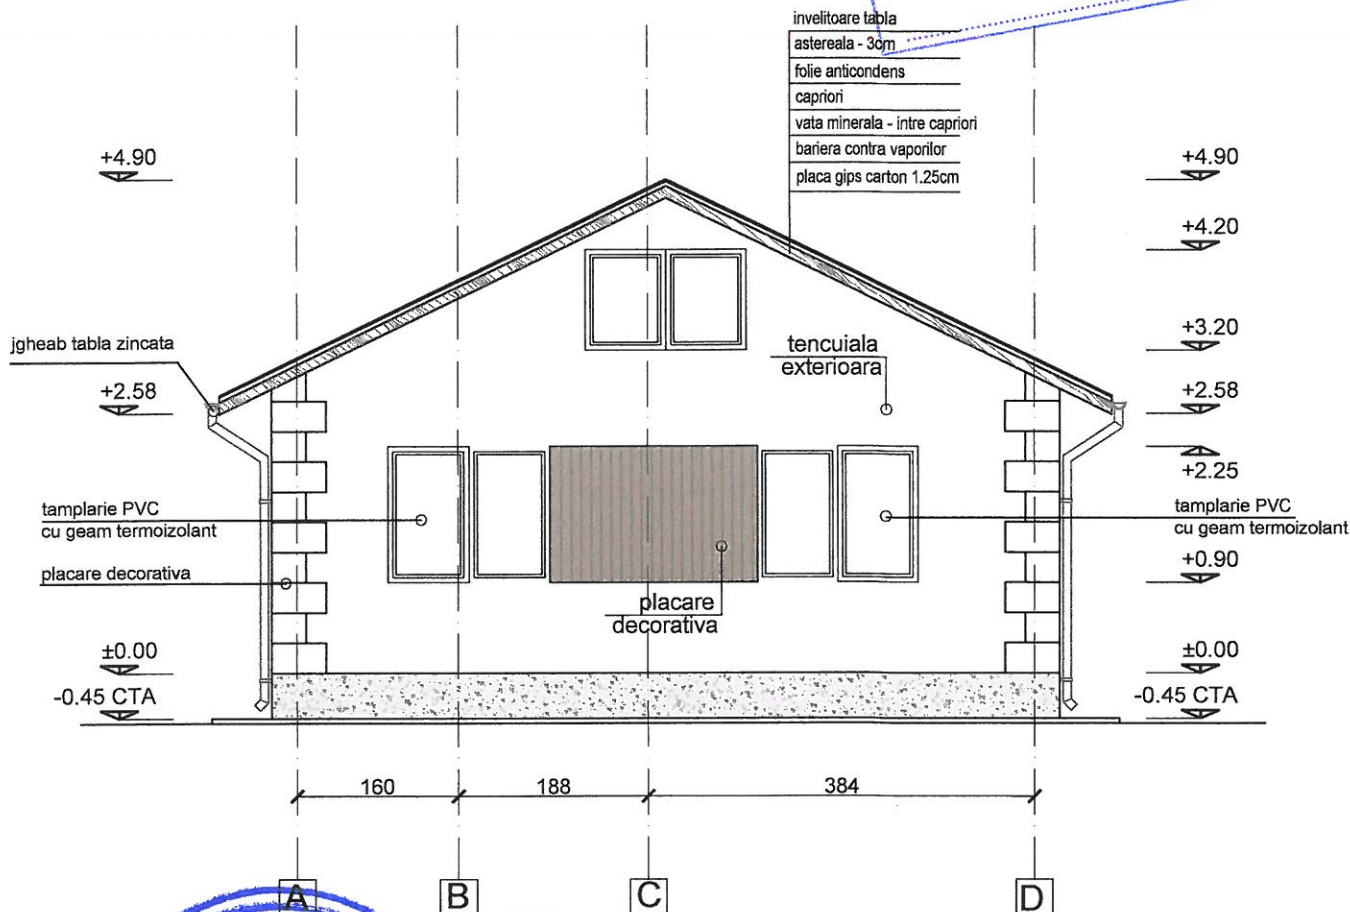 invelitoare tabla
astereala - 3cm
folie anticondens
capriori
vata minerala - intre capriori
bariera contra vaporilor
placa gips carton 1.25cm
+4.90
+4.90
+4.20
+3.20
jgheab tabla zincata
tencuiala
exterioara
+2.58
+2.58
+2.25
tamplarie PVC
cu geam termoizolant
tamplarie PVC
cu geam termoizolant
placare decorativa
+0.90
placare
decorativa
±0.00
±0.00
-0.45 CTA
-0.45 CTA
160
188
384
A
B
C
D